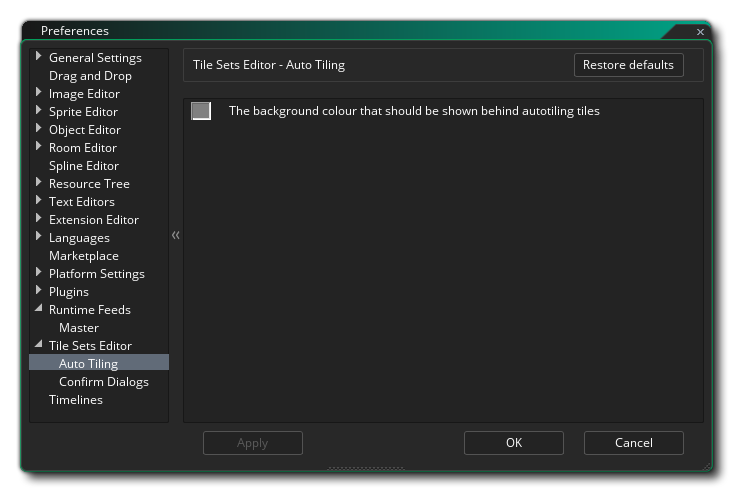 Preferences
General Settings
Drag and Drop
Image Editor
Sprite Editor
Object Editor
Room Editor
Spline Editor
Resource Tree
Text Editors
Extension Editor
Languages
Marketplace
Platform Settings
Plugins
Runtime Feeds
Master
Tile Sets Editor
Auto Tiling
Confirm Dialogs
Timelines
Tile Sets Editor - Auto Tiling
Restore defaults
The background colour that should be shown behind autotiling tiles
Apply
OK
Cancel